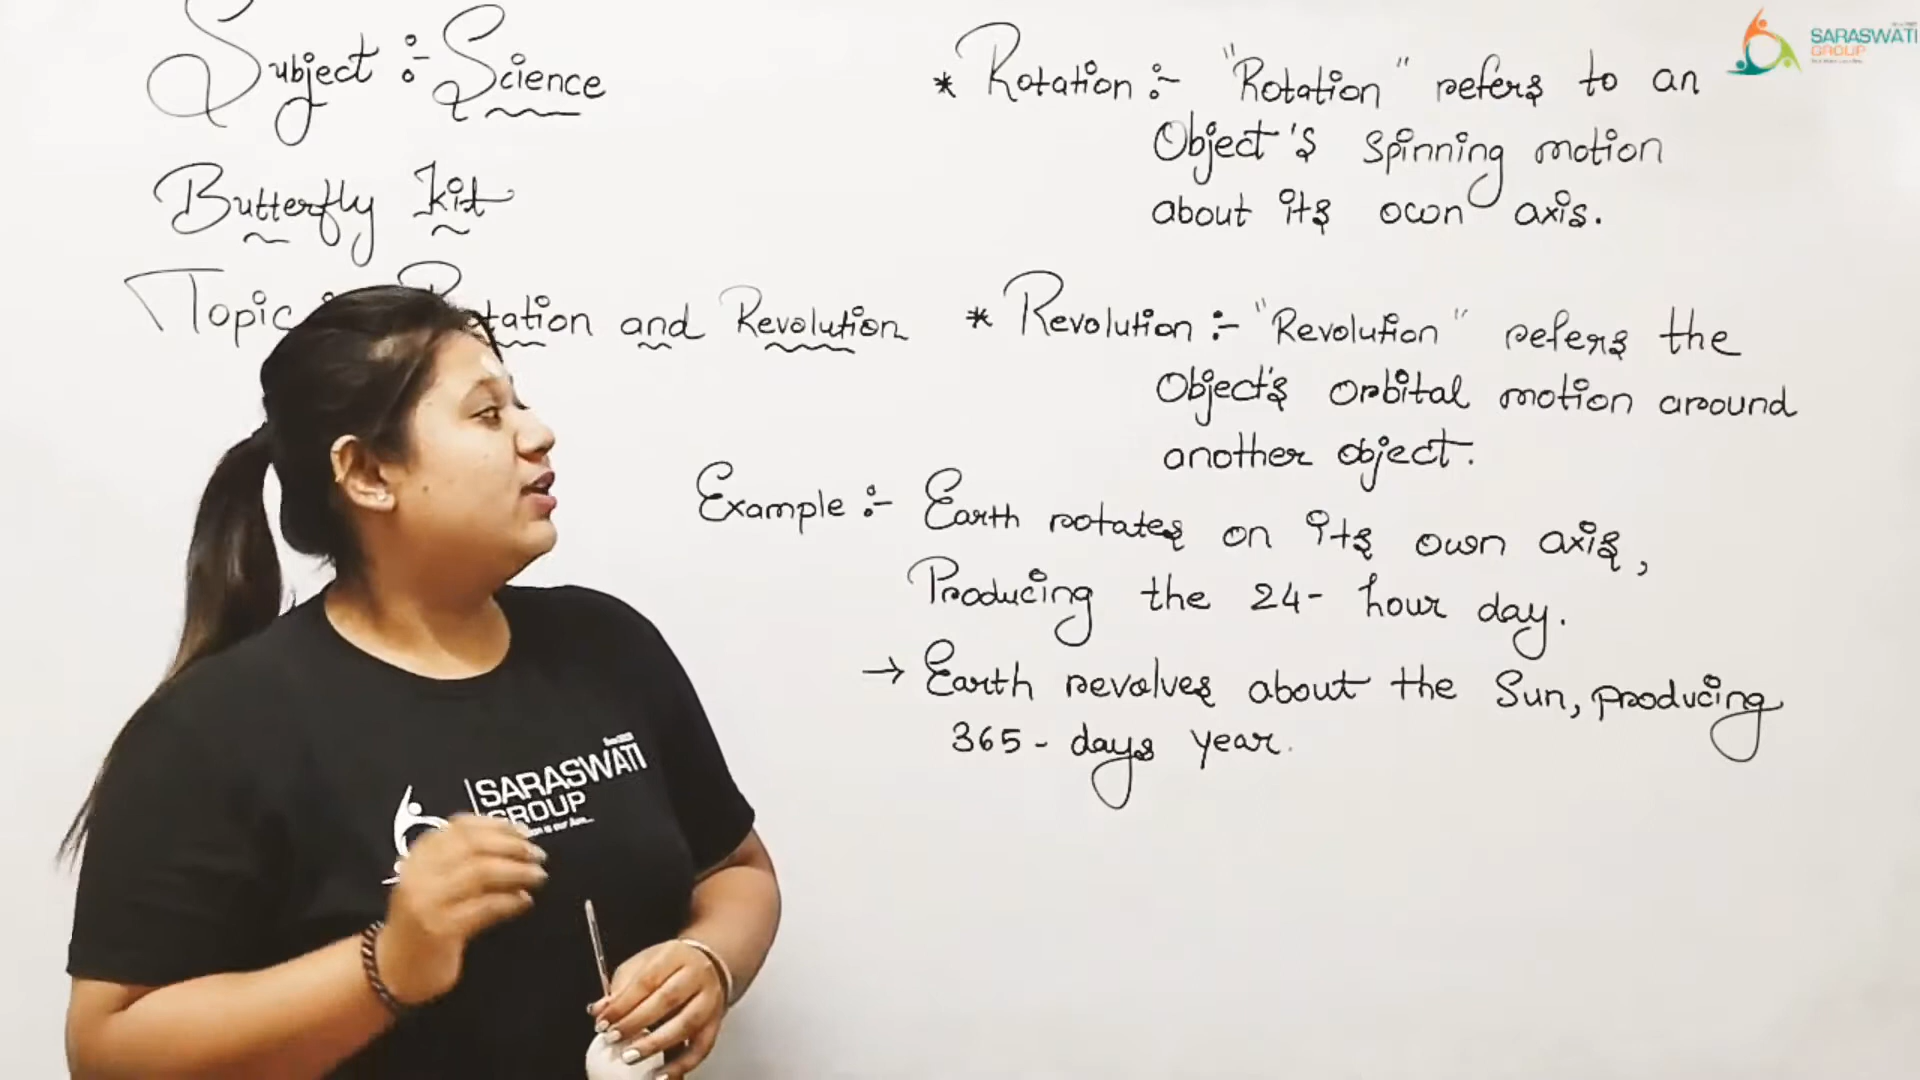 Subject :- Science
Butterfly Kit
Topic :- Rotation and Revolution
* Rotation :- "Rotation" refers to an
Object's spinning motion
about its own axis.
* Revolution :- "Revolution" refers the
Object's orbital motion around
another object.
Example :- Earth rotates on its own axis,
Producing the 24- hour day.
→ Earth revolves about the Sun, producing
365 - days year.
SARASWATI
GROUP
SARASWATI
GROUP